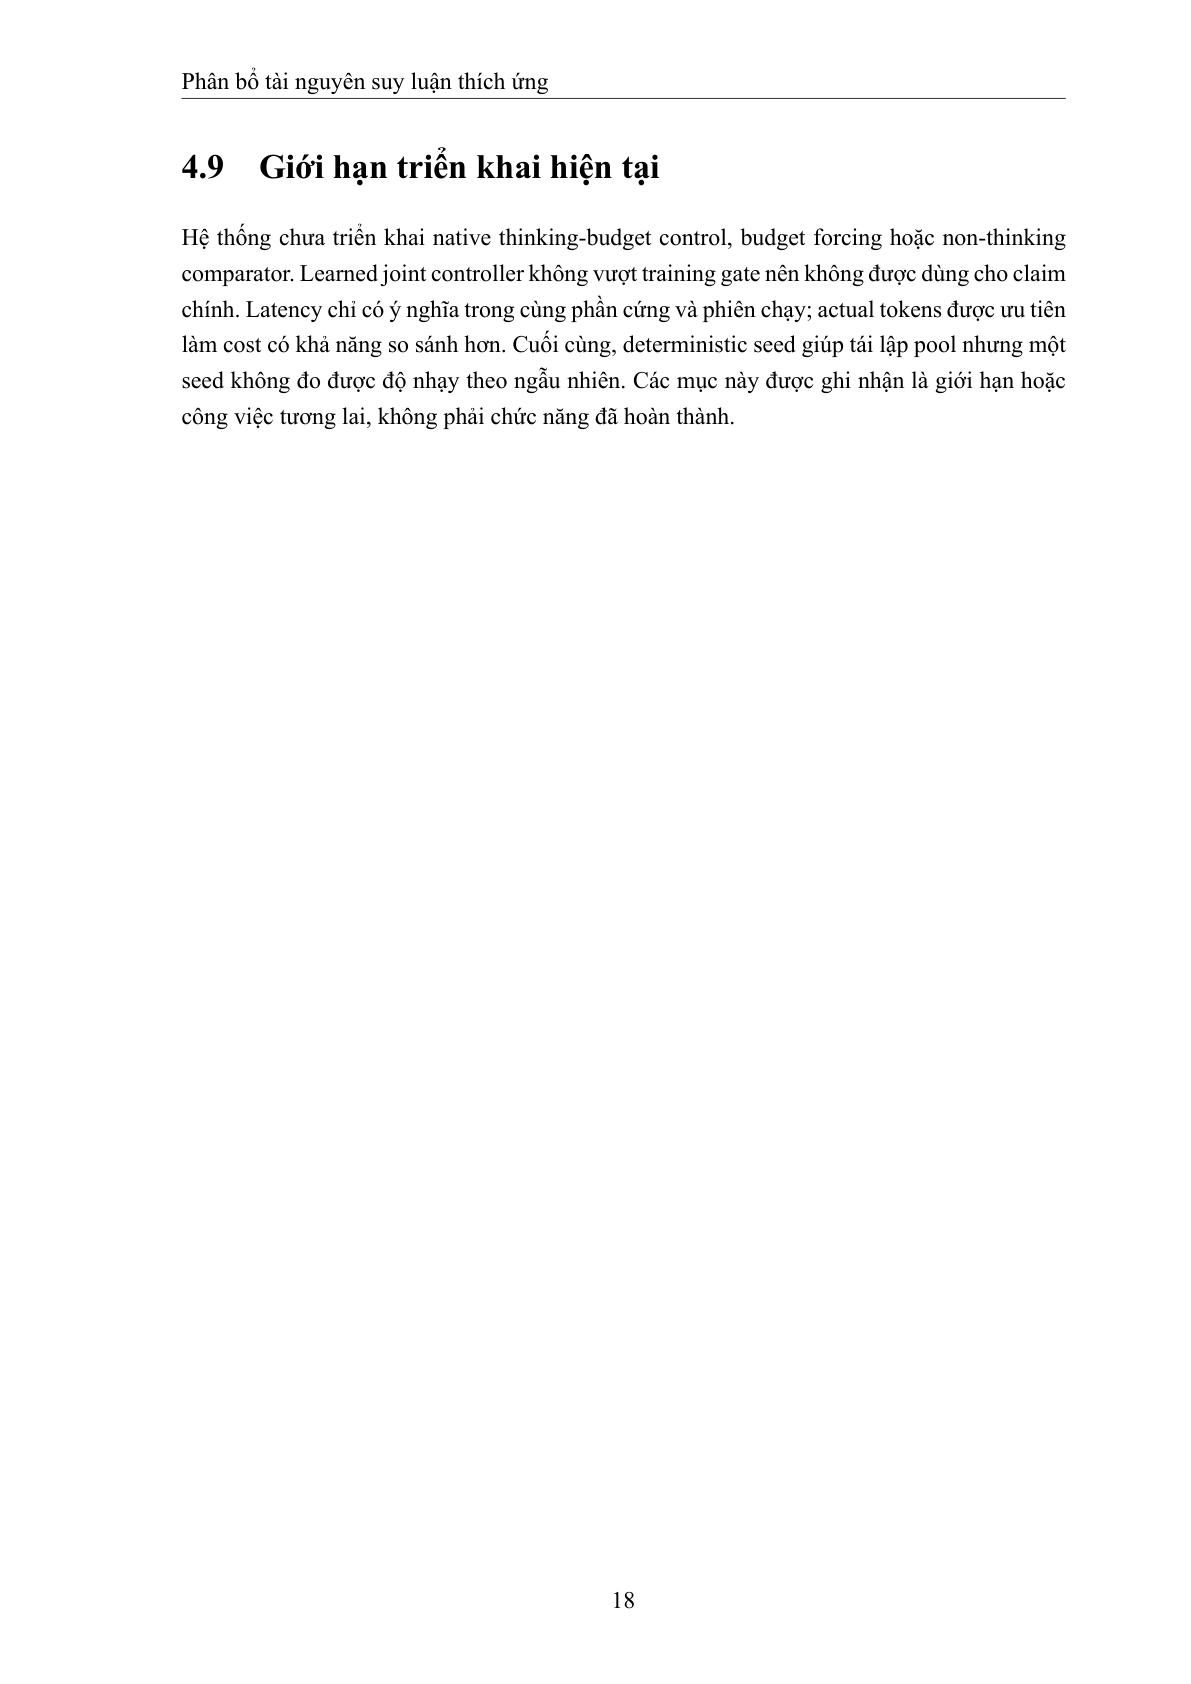 Phân bổ tài nguyên suy luận thích ứng
4.9 Giới hạn triển khai hiện tại
Hệ thống chưa triển khai native thinking-budget control, budget forcing hoặc non-thinking
comparator. Learned joint controller không vượt training gate nên không được dùng cho claim
chính. Latency chỉ có ý nghĩa trong cùng phần cứng và phiên chạy; actual tokens được ưu tiên
làm cost có khả năng so sánh hơn. Cuối cùng, deterministic seed giúp tái lập pool nhưng một
seed không đo được độ nhạy theo ngẫu nhiên. Các mục này được ghi nhận là giới hạn hoặc
công việc tương lai, không phải chức năng đã hoàn thành.
18